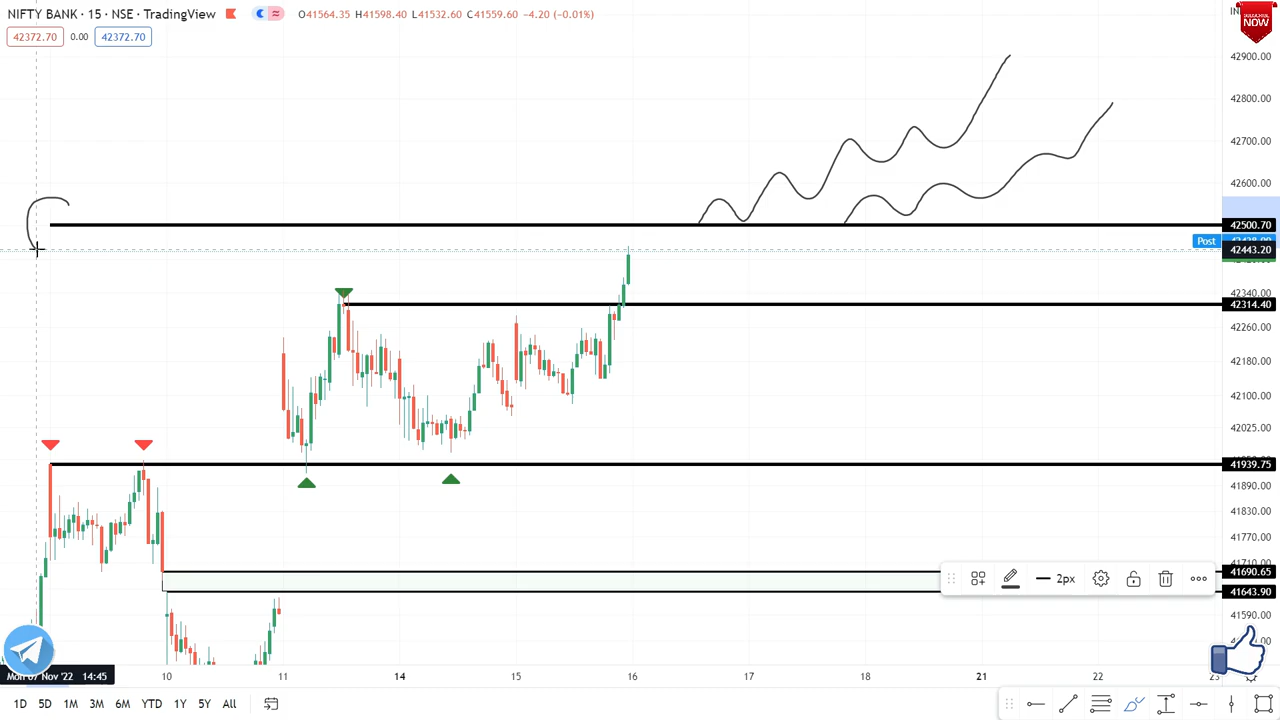 NIFTY BANK · 15 · NSE · TradingView O41564.35 H41598.40 L41532.60 C41559.60 −4.20 (−0.01%)
SUBSCRIBE NOW
42372.70 0.00 42372.70
42900.00
42800.00
42700.00
42600.00
42500.70
Post
42443.20
42340.00
42314.40
42260.00
42180.00
42100.00
42025.00
41939.75
41890.00
41830.00
41770.00
41690.65
2px
41643.90
41590.00
Mon 07 Nov '22 14:45 10 11 14 15 16 17 18 21 22 23
1D 5D 1M 3M 6M YTD 1Y 5Y All